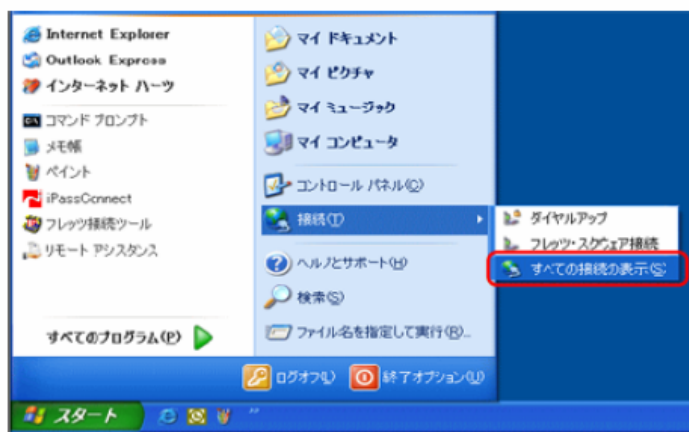 Internet Explorer
Outlook Express
インターネット ハーツ
コマンド プロンプト
メモ帳
ペイント
iPassConnect
フレッツ接続ツール
リモート アシスタンス
すべてのプログラム(P)
マイ ドキュメント
マイ ピクチャ
マイ ミュージック
マイ コンピュータ
コントロール パネル(C)
接続(T)
ヘルプとサポート(H)
検索(S)
ファイル名を指定して実行(R)...
ダイヤルアップ
フレッツ・スクウェア接続
すべての接続の表示(S)
ログオフ(L)
終了オプション(U)
スタート